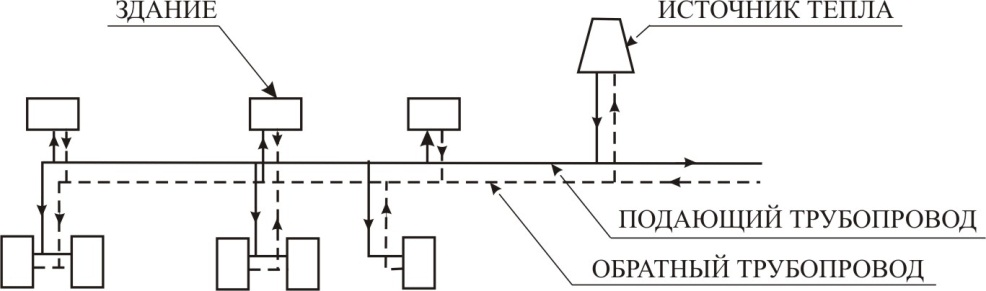 ЗДАНИЕ
ИСТОЧНИК ТЕПЛА
ПОДАЮЩИЙ ТРУБОПРОВОД
ОБРАТНЫЙ ТРУБОПРОВОД